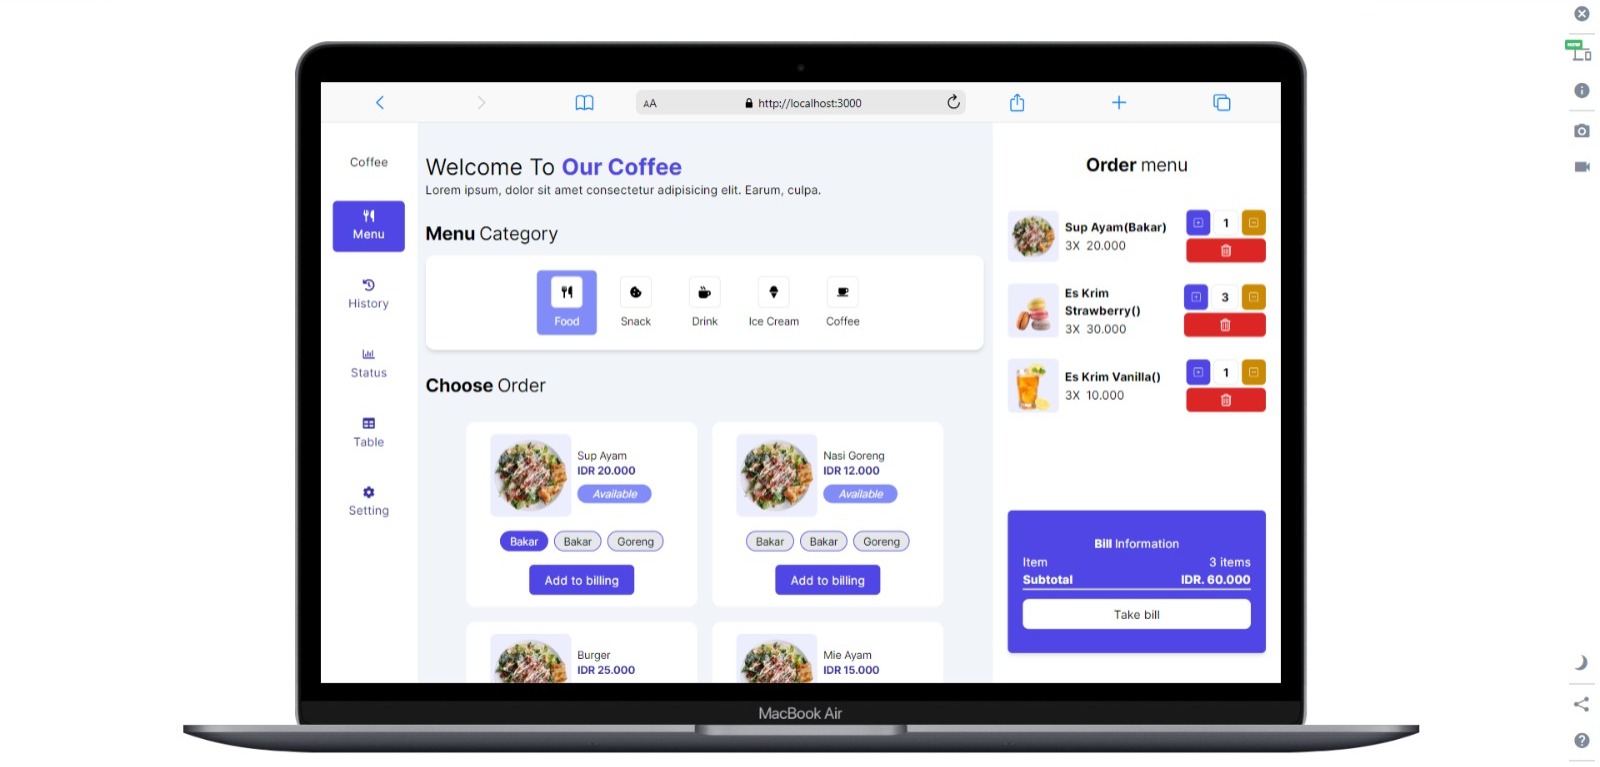 AA
http://localhost:3000
Coffee
Menu
History
Status
Table
Setting
Welcome To Our Coffee
Lorem ipsum, dolor sit amet consectetur adipisicing elit. Earum, culpa.
Menu Category
Food
Snack
Drink
Ice Cream
Coffee
Choose Order
Sup Ayam
IDR 20.000
Available
Bakar Bakar Goreng
Add to billing
Nasi Goreng
IDR 12.000
Available
Bakar Bakar Goreng
Add to billing
Burger
IDR 25.000
Mie Ayam
IDR 15.000
Order menu
Sup Ayam(Bakar)
3X 20.000
1
Es Krim
Strawberry()
3X 30.000
3
Es Krim Vanilla()
3X 10.000
1
Bill Information
Item 3 items
Subtotal IDR. 60.000
Take bill
MacBook Air
NEW